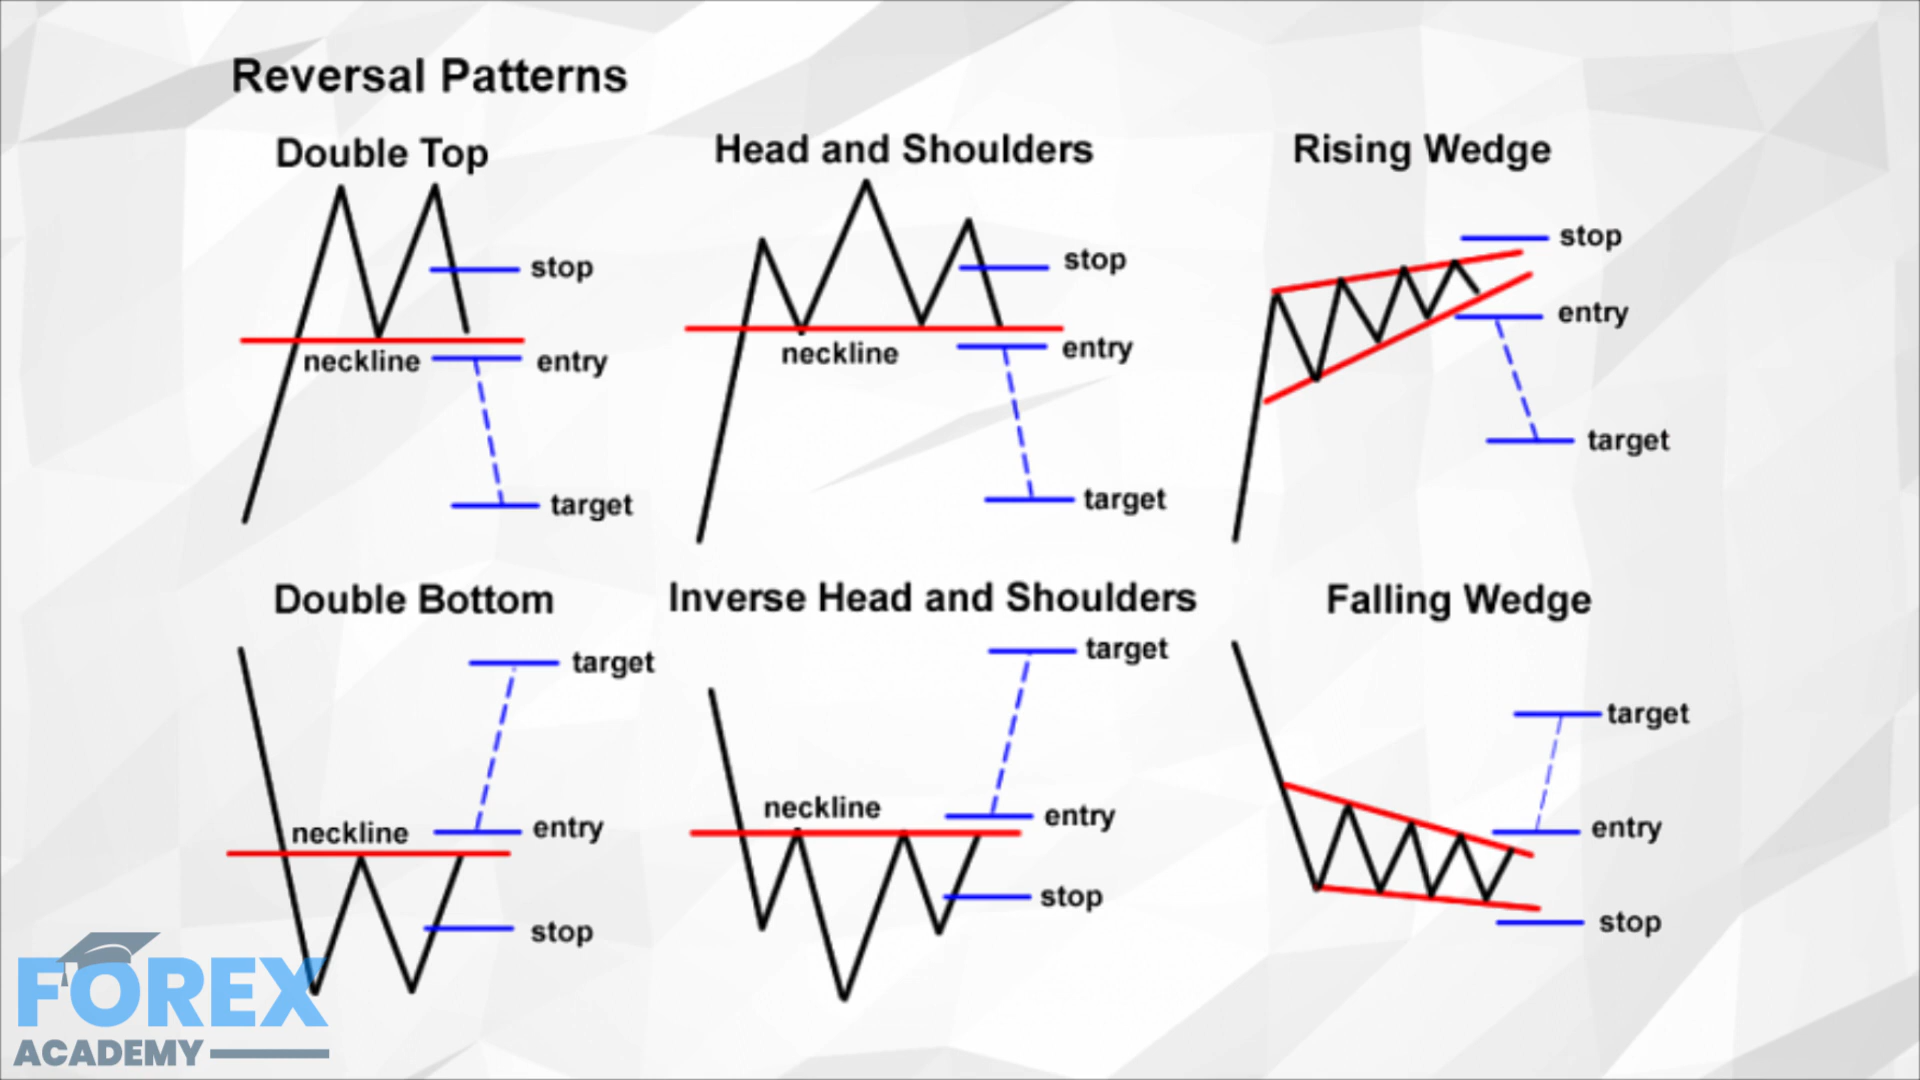 Reversal Patterns
Double Top
stop
neckline
entry
target
Head and Shoulders
stop
neckline
entry
target
Rising Wedge
stop
entry
target
Double Bottom
target
neckline
entry
stop
Inverse Head and Shoulders
target
neckline
entry
stop
Falling Wedge
target
entry
stop
FOREX
ACADEMY